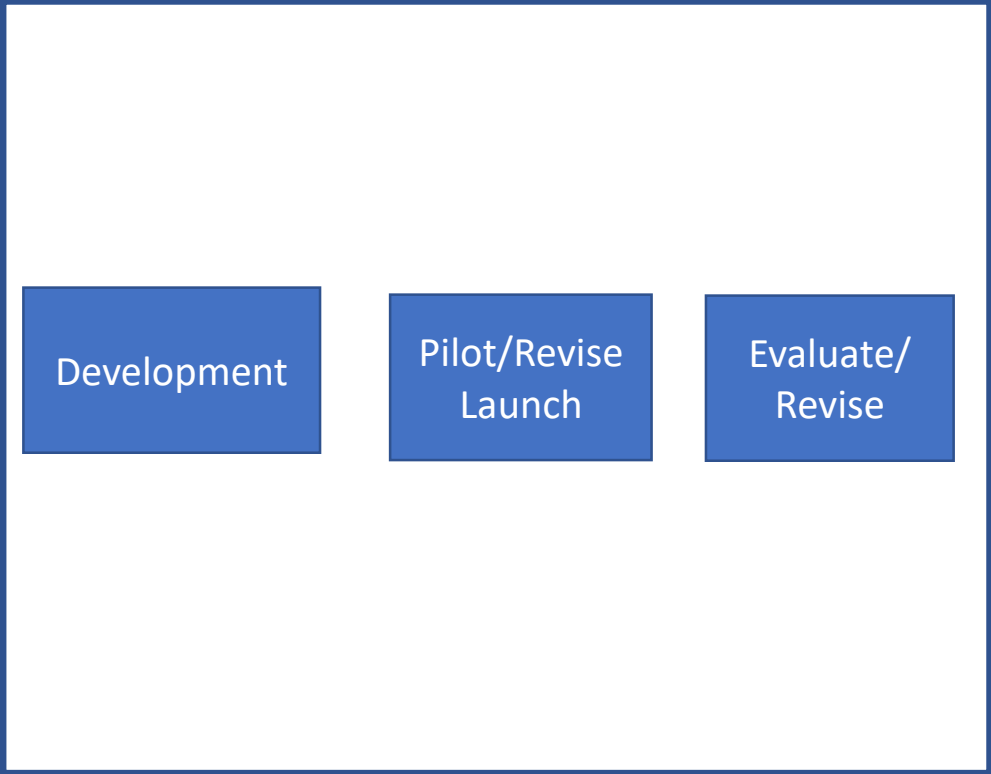 Development
Pilot/Revise
Launch
Evaluate/
Revise